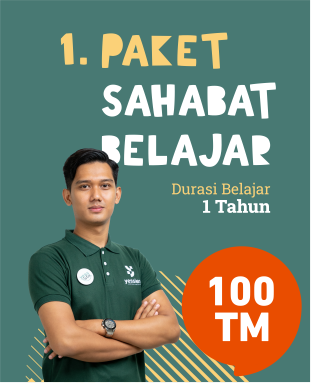 1. PAKET
SAHABAT
BELAJAR
Durasi Belajar
1 Tahun
100
TM